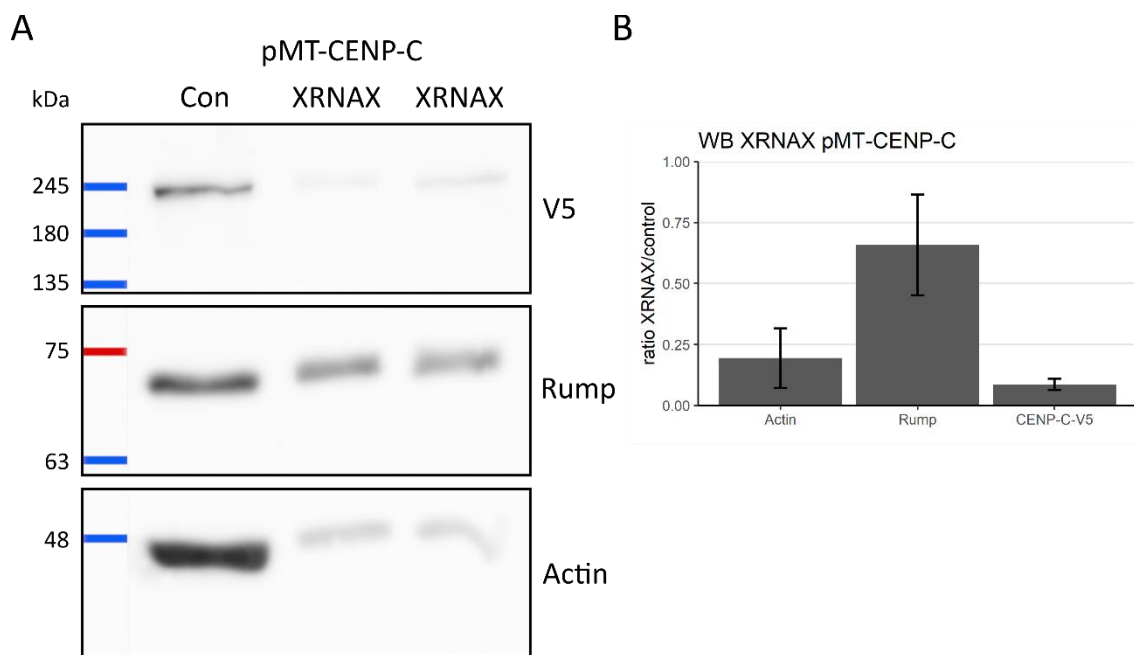 A
pMT-CENP-C
kDa
Con XRNAX XRNAX
245
180
135
V5
75
63
Rump
48
Actin
B
WB XRNAX pMT-CENP-C
ratio XRNAX/control
1.00
0.75
0.50
0.25
0.00
Actin Rump CENP-C-V5